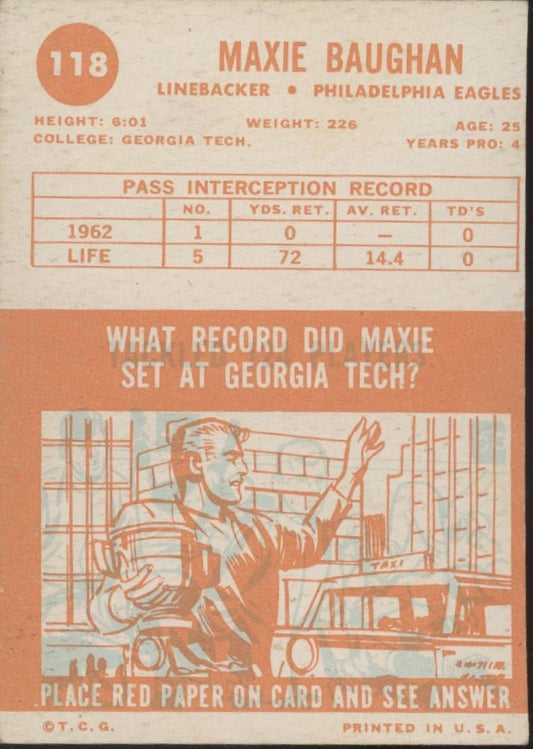 118
MAXIE BAUGHAN
LINEBACKER • PHILADELPHIA EAGLES
HEIGHT: 6:01 WEIGHT: 226 AGE: 25
COLLEGE: GEORGIA TECH. YEARS PRO: 4
PASS INTERCEPTION RECORD
NO. YDS. RET. AV. RET. TD'S
1962 1 0 — 0
LIFE 5 72 14.4 0
WHAT RECORD DID MAXIE
SET AT GEORGIA TECH?
TAXI
PLACE RED PAPER ON CARD AND SEE ANSWER
©T.C.G. PRINTED IN U.S.A.